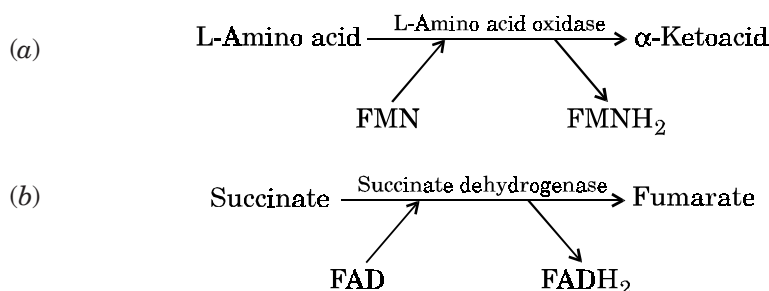 L-Amino acid oxidase
(a) L-Amino acid α-Ketoacid
FMN FMNH₂
Succinate dehydrogenase
(b) Succinate Fumarate
FAD FADH₂